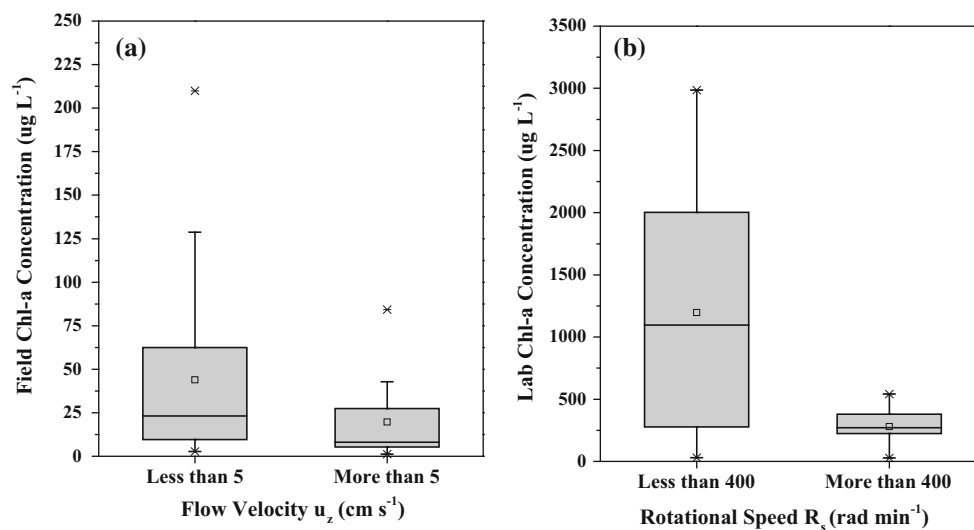 (a)
Field Chl-a Concentration (ug L-1)
250
225
200
175
150
125
100
75
50
25
0
Less than 5
More than 5
Flow Velocity uz (cm s-1)
(b)
Lab Chl-a Concentration (ug L-1)
3500
3000
2500
2000
1500
1000
500
0
Less than 400
More than 400
Rotational Speed Rs (rad min-1)